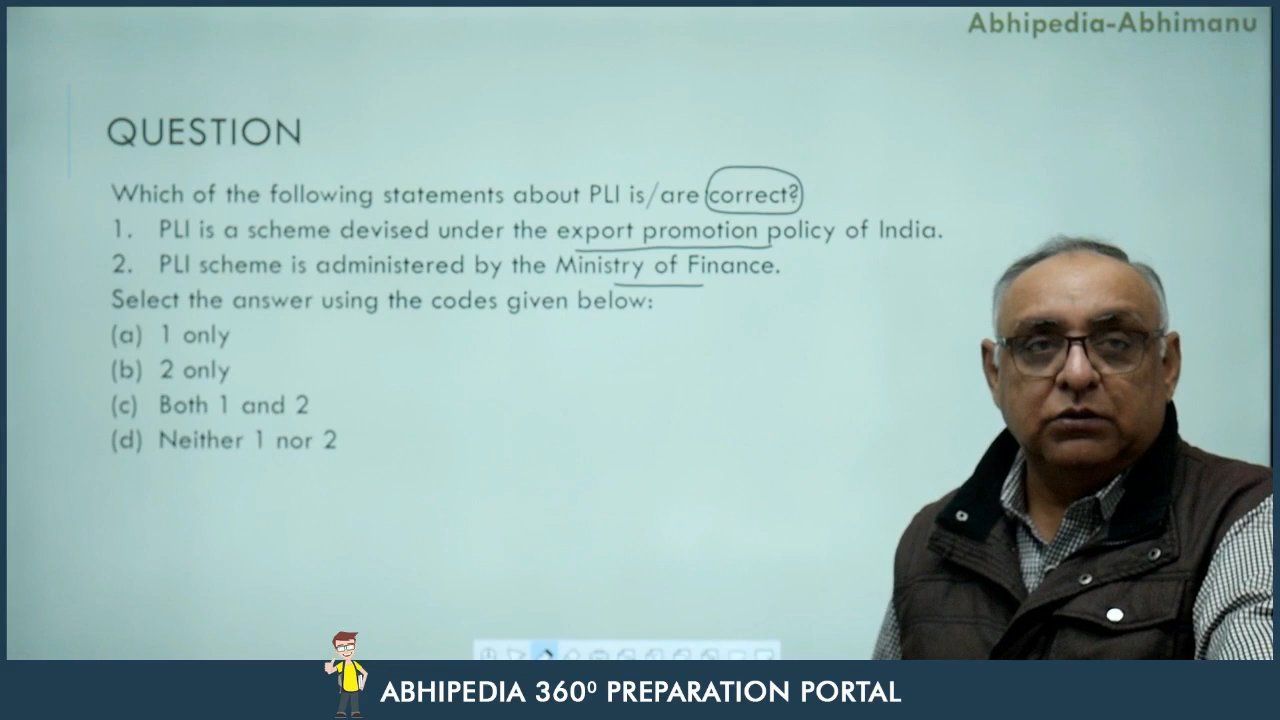 Abhipedia-Abhimanu
QUESTION
Which of the following statements about PLI is/are correct?
1. PLI is a scheme devised under the export promotion policy of India.
2. PLI scheme is administered by the Ministry of Finance.
Select the answer using the codes given below:
(a) 1 only
(b) 2 only
(c) Both 1 and 2
(d) Neither 1 nor 2
ABHIPEDIA 360⁰ PREPARATION PORTAL